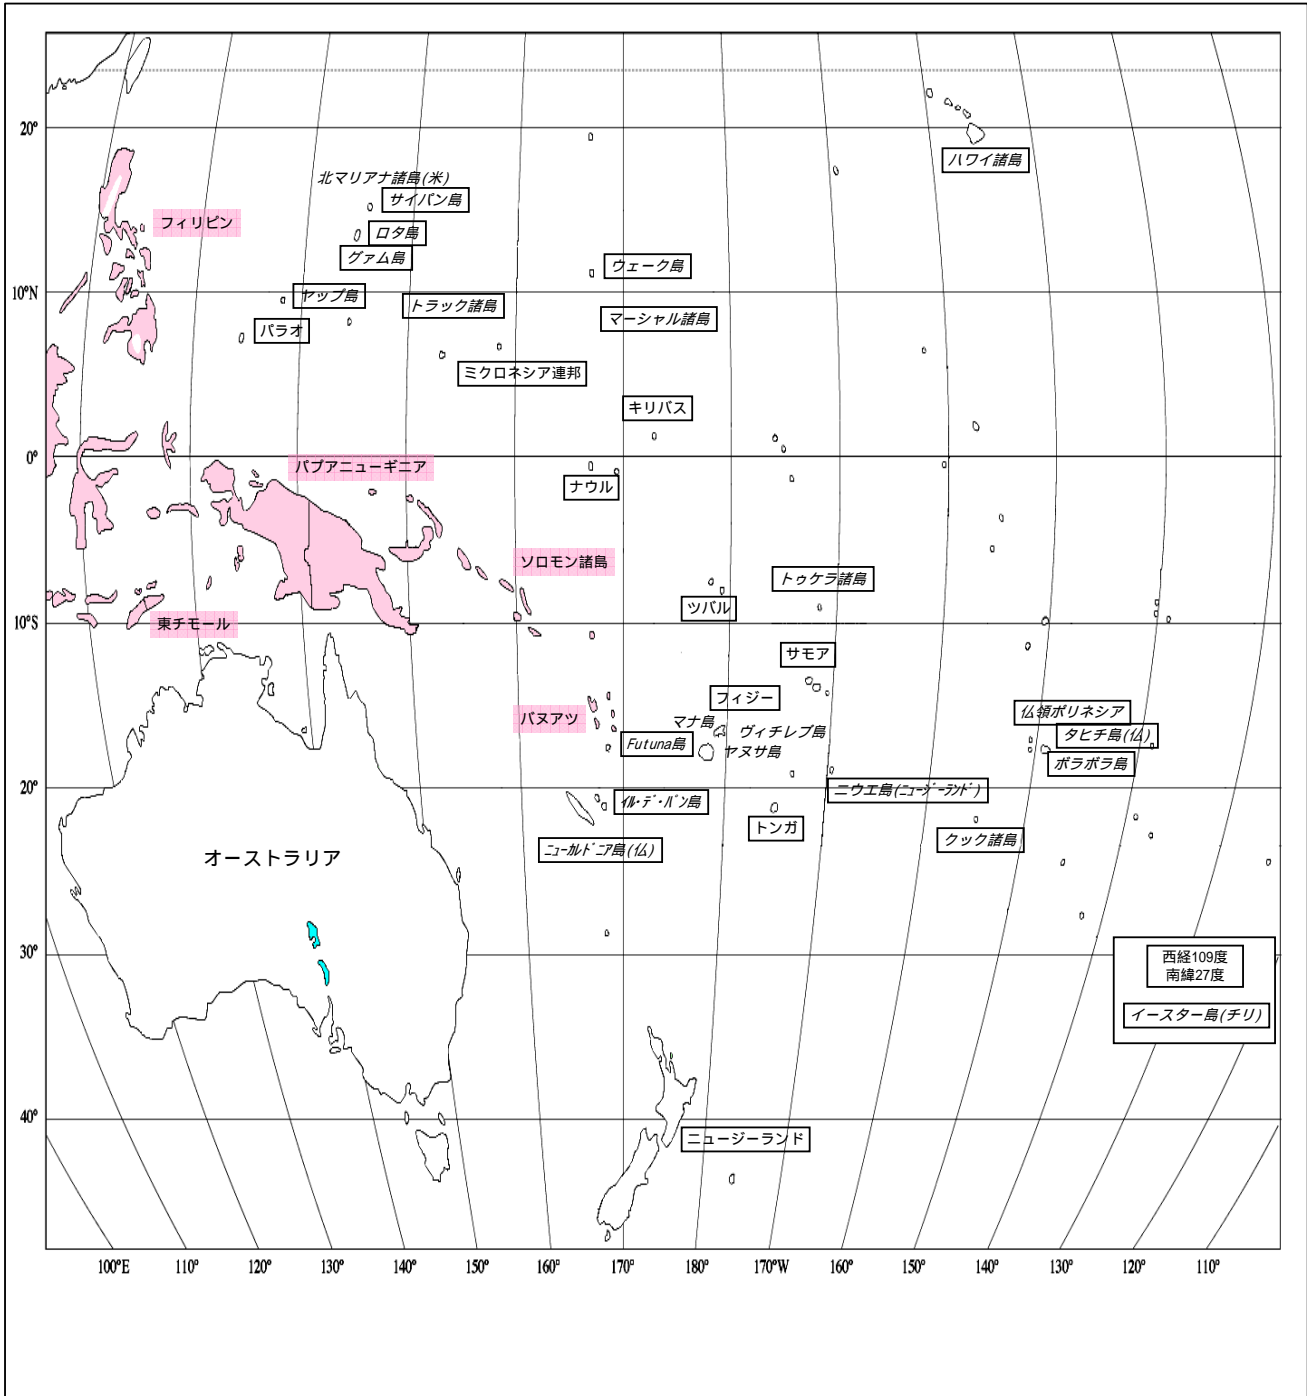 20°
ハワイ諸島
北マリアナ諸島(米)
サイパン島
フィリピン
ロタ島
グァム島
ウェーク島
10°N
ヤップ島
トラック諸島
マーシャル諸島
パラオ
ミクロネシア連邦
キリバス
0°
パプアニューギニア
ナウル
ソロモン諸島
トゥケラ諸島
ツバル
10°S
東チモール
サモア
フィジー
仏領ポリネシア
バヌアツ
マナ島
ヴィチレブ島
タヒチ島(仏)
Futuna島
ヤヌサ島
ボラボラ島
20°
ニウエ島(ニュージーランド)
イル・デ・パン島
トンガ
クック諸島
ニューカルドニア島(仏)
オーストラリア
30°
西経109度
南緯27度
イースター島(チリ)
40°
ニュージーランド
100°E 110° 120° 130° 140° 150° 160° 170° 180° 170°W 160° 150° 140° 130° 120° 110°